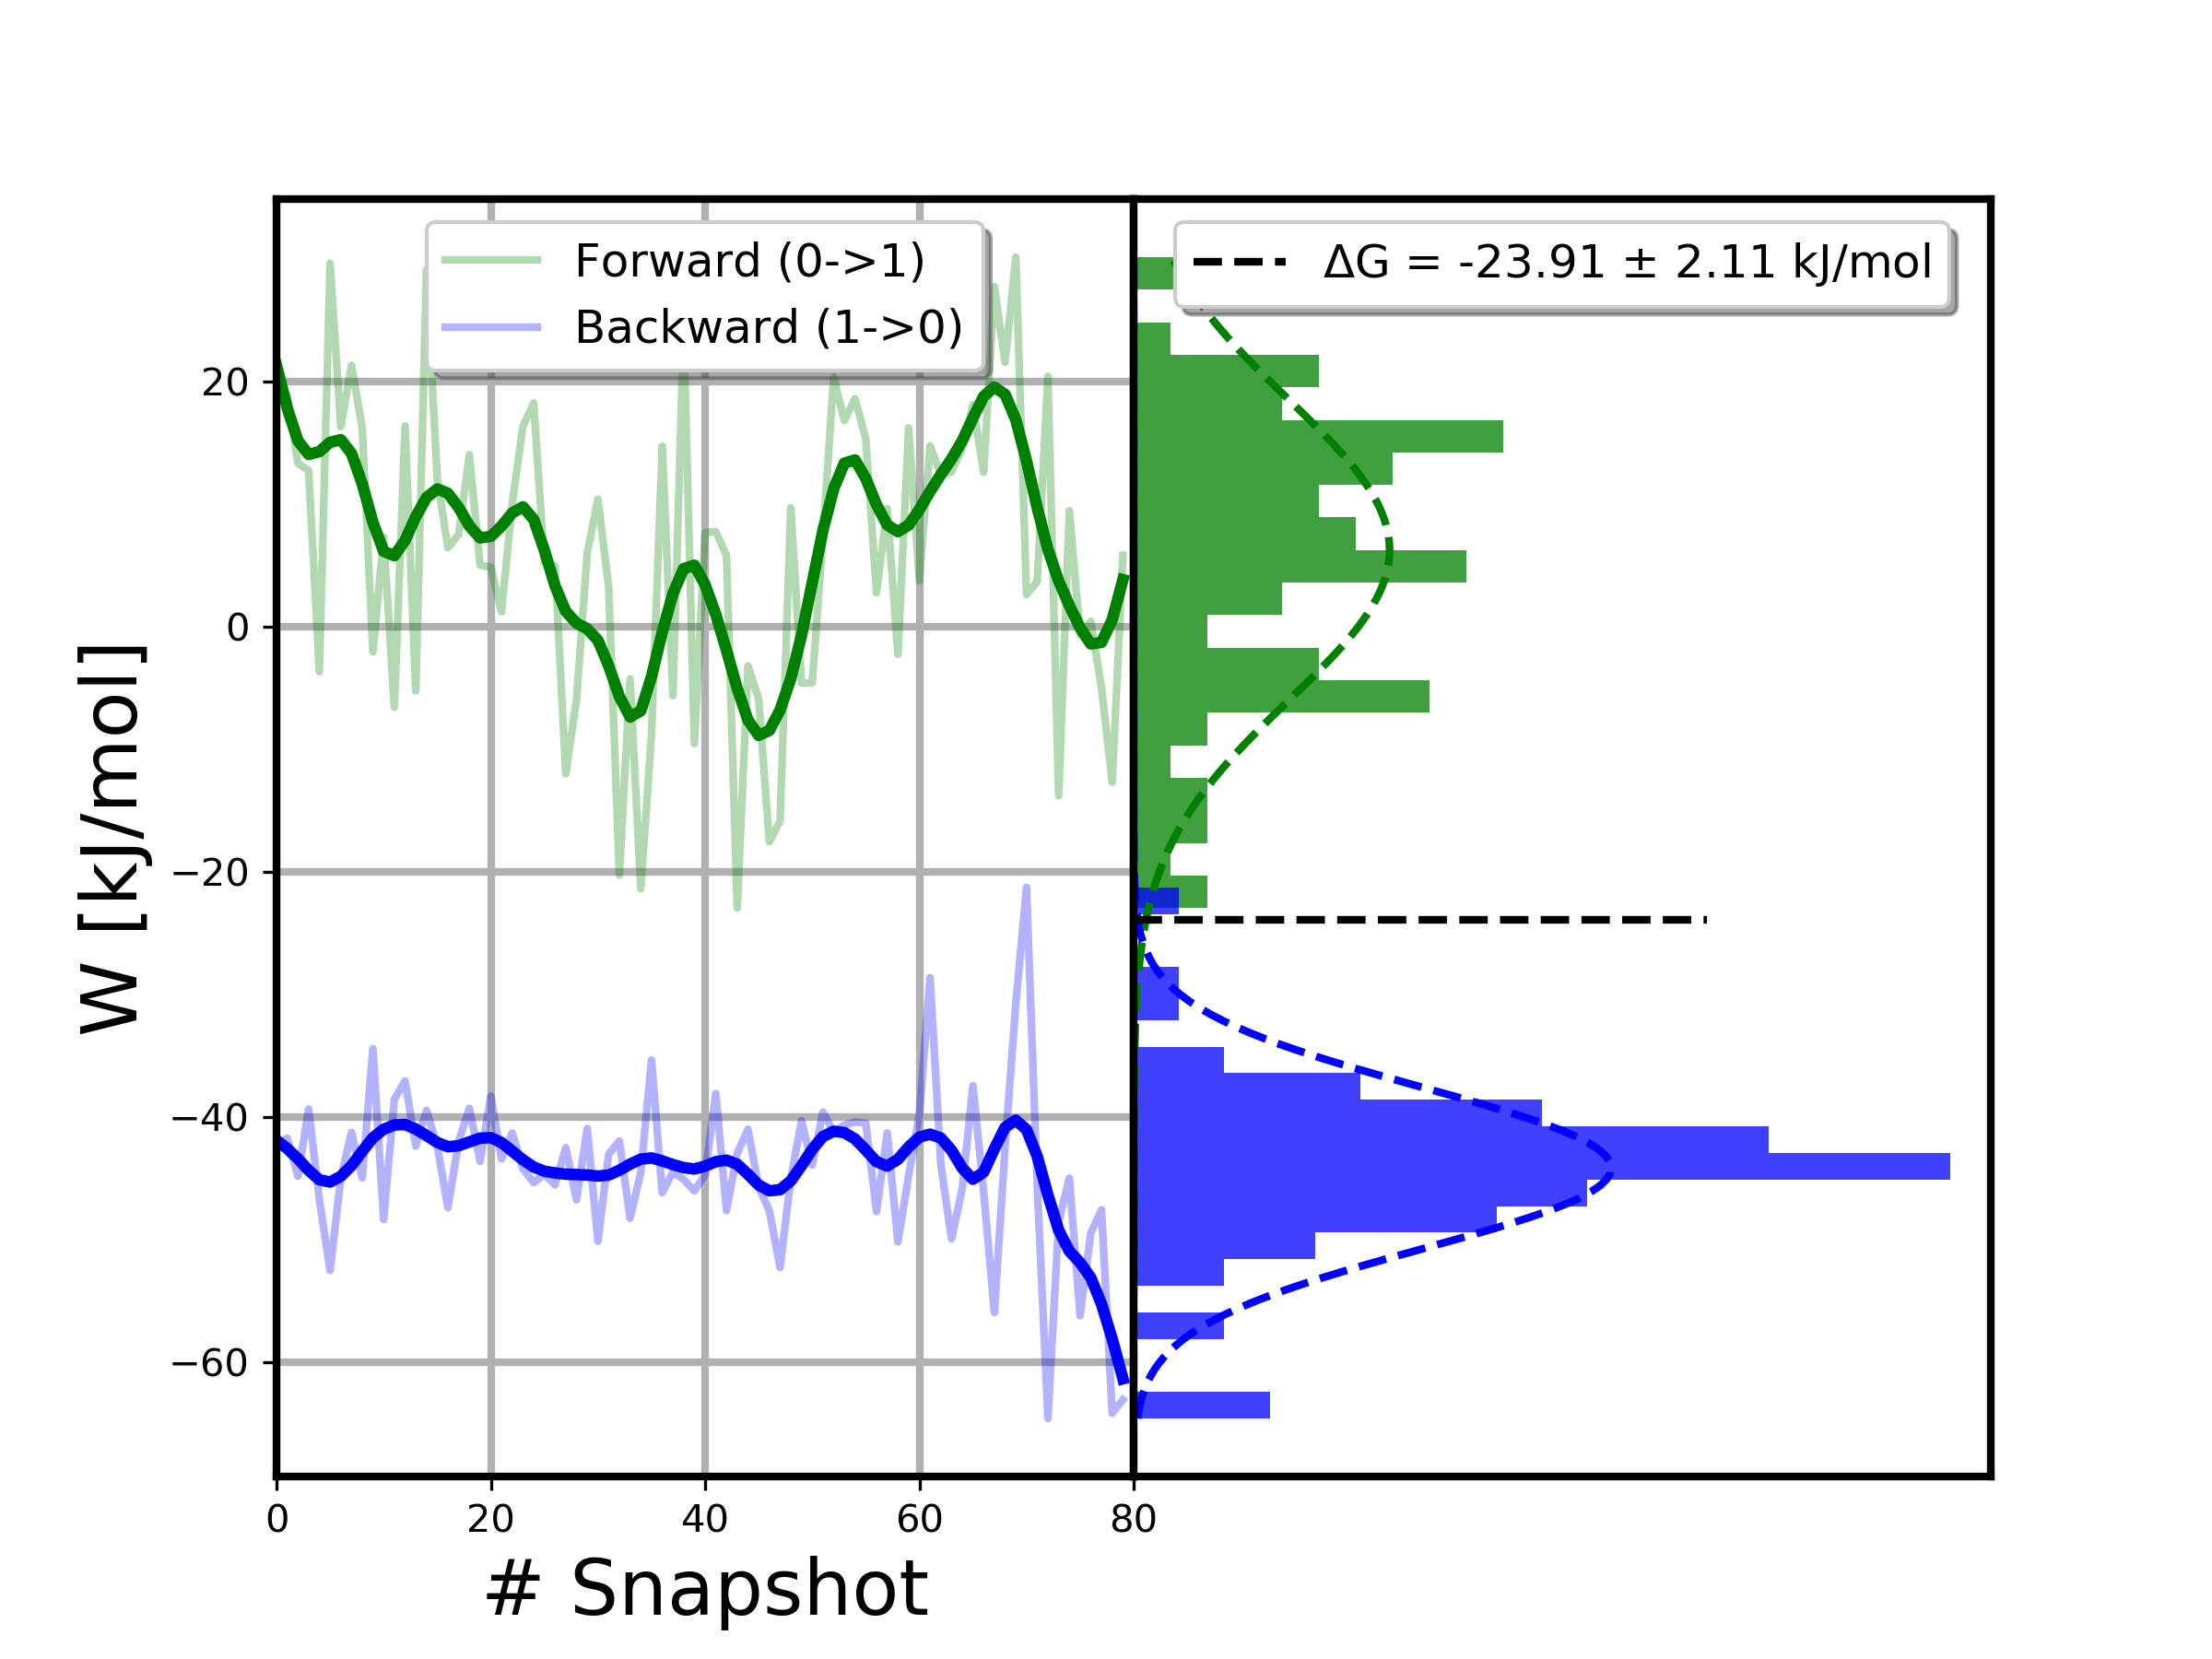 Forward (0->1)
Backward (1->0)
ΔG = -23.91 ± 2.11 kJ/mol
W [kJ/mol]
20
0
−20
−40
−60
0 20 40 60 80
# Snapshot